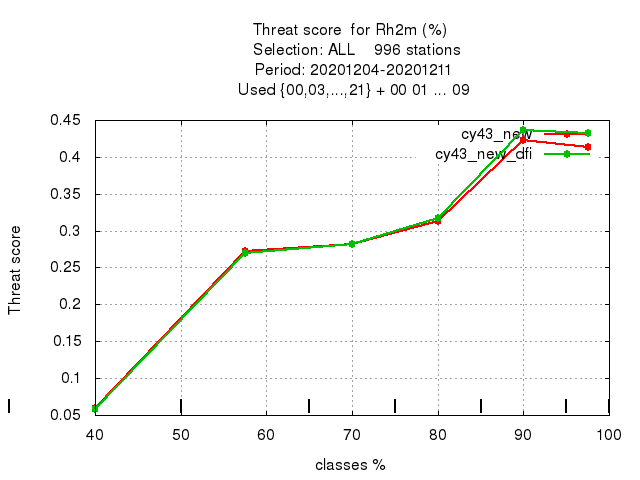 Threat score  for Rh2m (%)
Selection: ALL    996 stations
Period: 20201204-20201211
Used {00,03,...,21} + 00 01 ... 09
cy43_new
cy43_new_dfi
Threat score
0.45
0.4
0.35
0.3
0.25
0.2
0.15
0.1
0.05
40 50 60 70 80 90 100
classes %